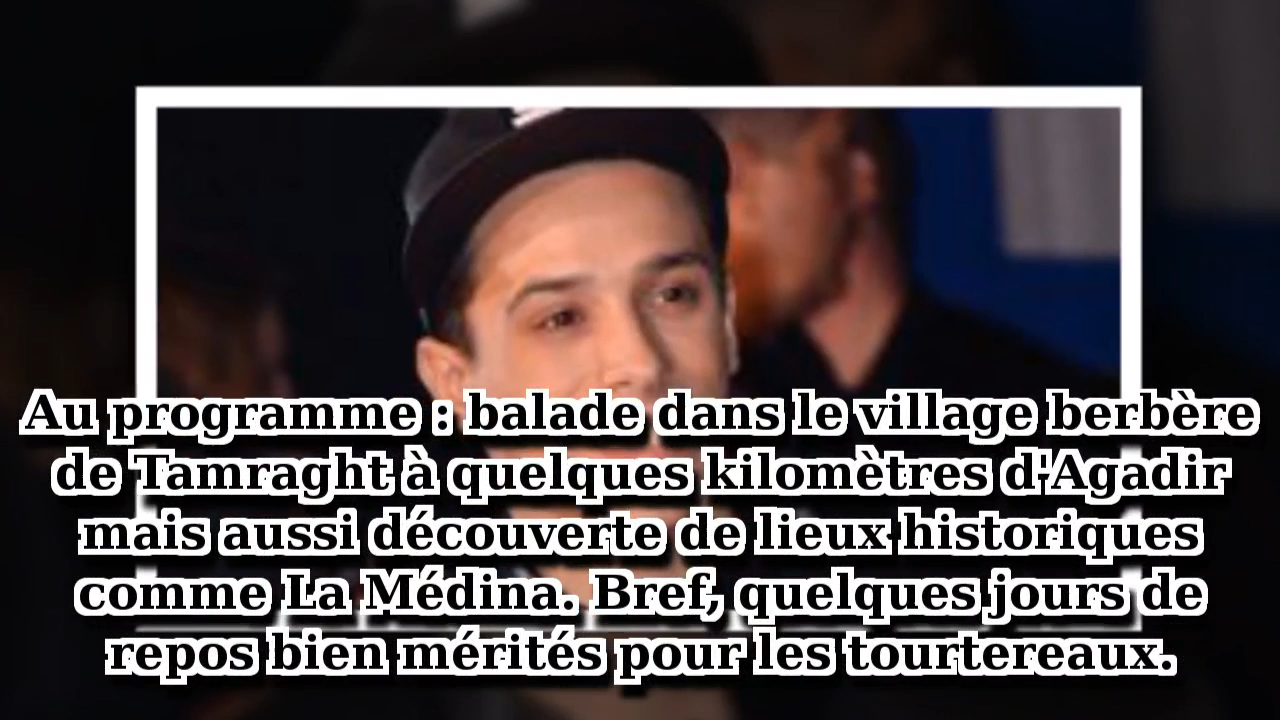 Au programme : balade dans le village berbère
de Tamraght à quelques kilomètres d'Agadir
mais aussi découverte de lieux historiques
comme La Médina. Bref, quelques jours de
repos bien mérités pour les tourtereaux.